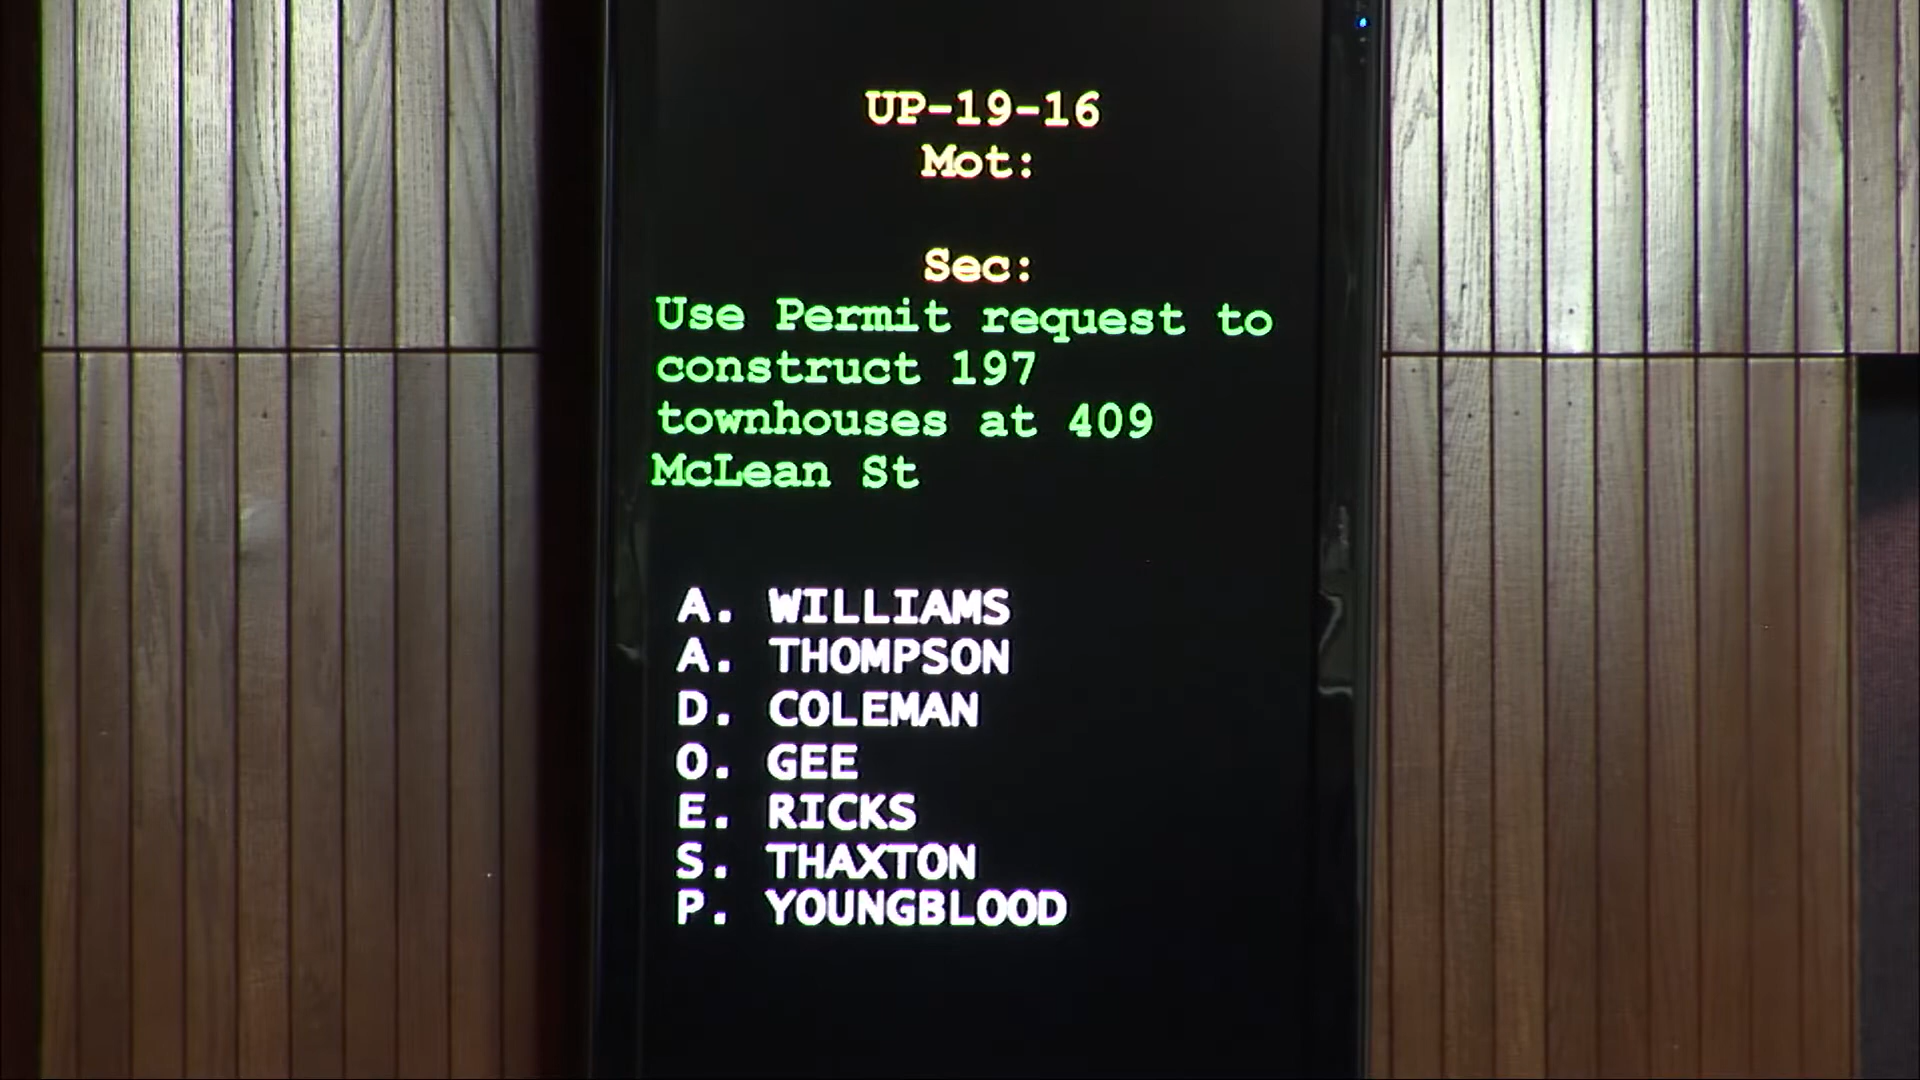 UP-19-16
Mot:
Sec:
Use Permit request to
construct 197
townhouses at 409
McLean St
A. WILLIAMS
A. THOMPSON
D. COLEMAN
O. GEE
E. RICKS
S. THAXTON
P. YOUNGBLOOD